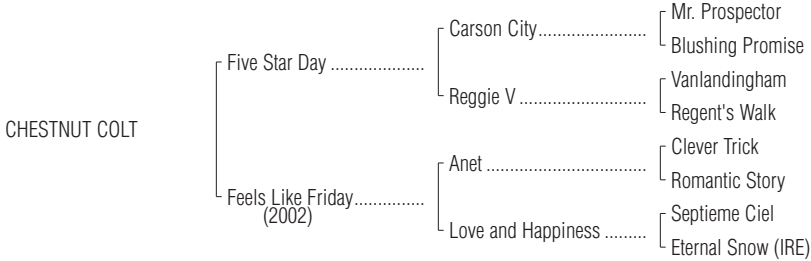 Mr. Prospector
Carson City.......................
Blushing Promise
Five Star Day ....................
Vanlandingham
Reggie V ...........................
Regent's Walk
CHESTNUT COLT
Clever Trick
Anet ..................................
Romantic Story
Feels Like Friday...............
(2002)
Septieme Ciel
Love and Happiness .........
Eternal Snow (IRE)